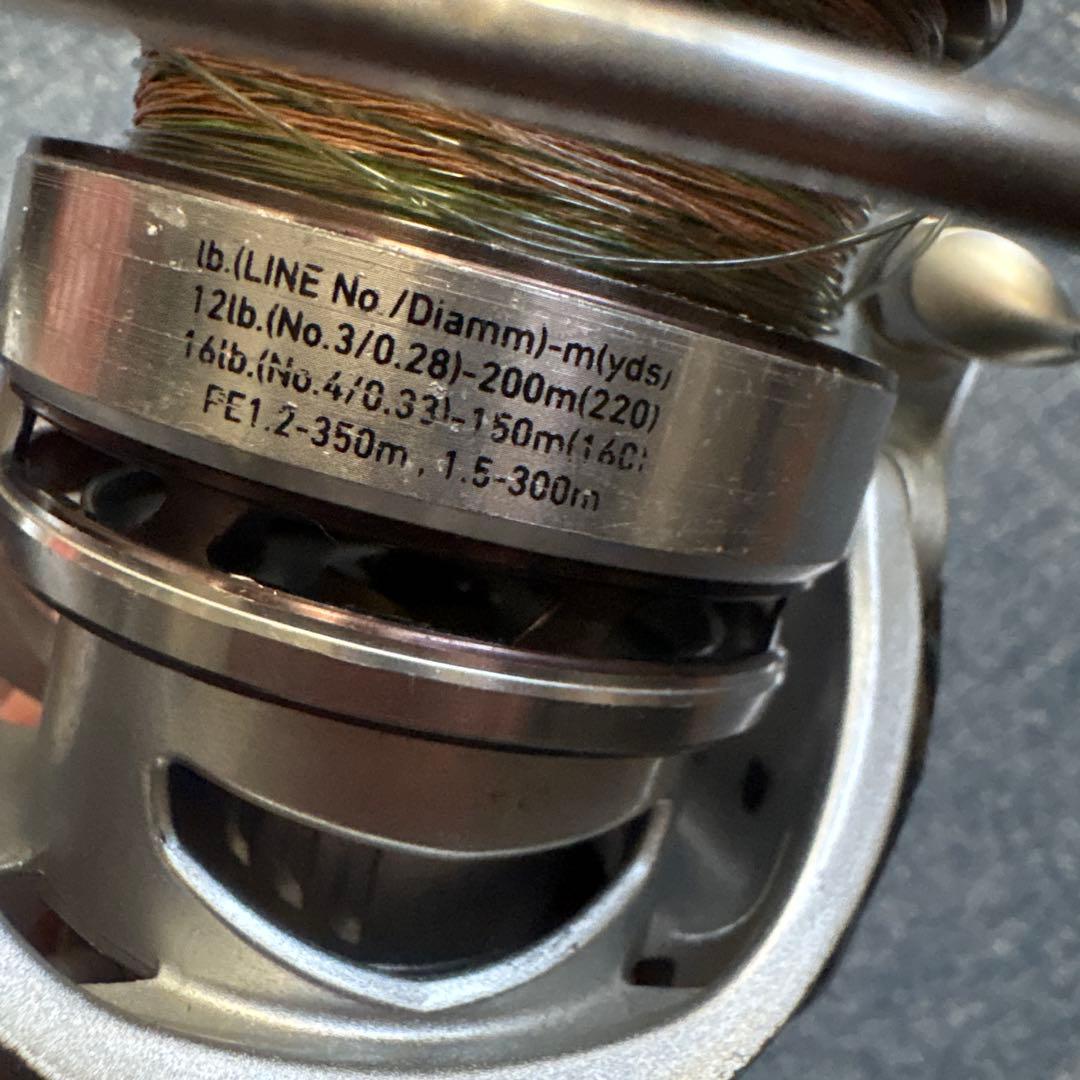 lb.(LINE No./Diamm)-m(yds)
12lb.(No.3/0.28)-200m(220)
16lb.(No.4/0.33)-150m(160)
PE1.2-350m, 1.5-300m